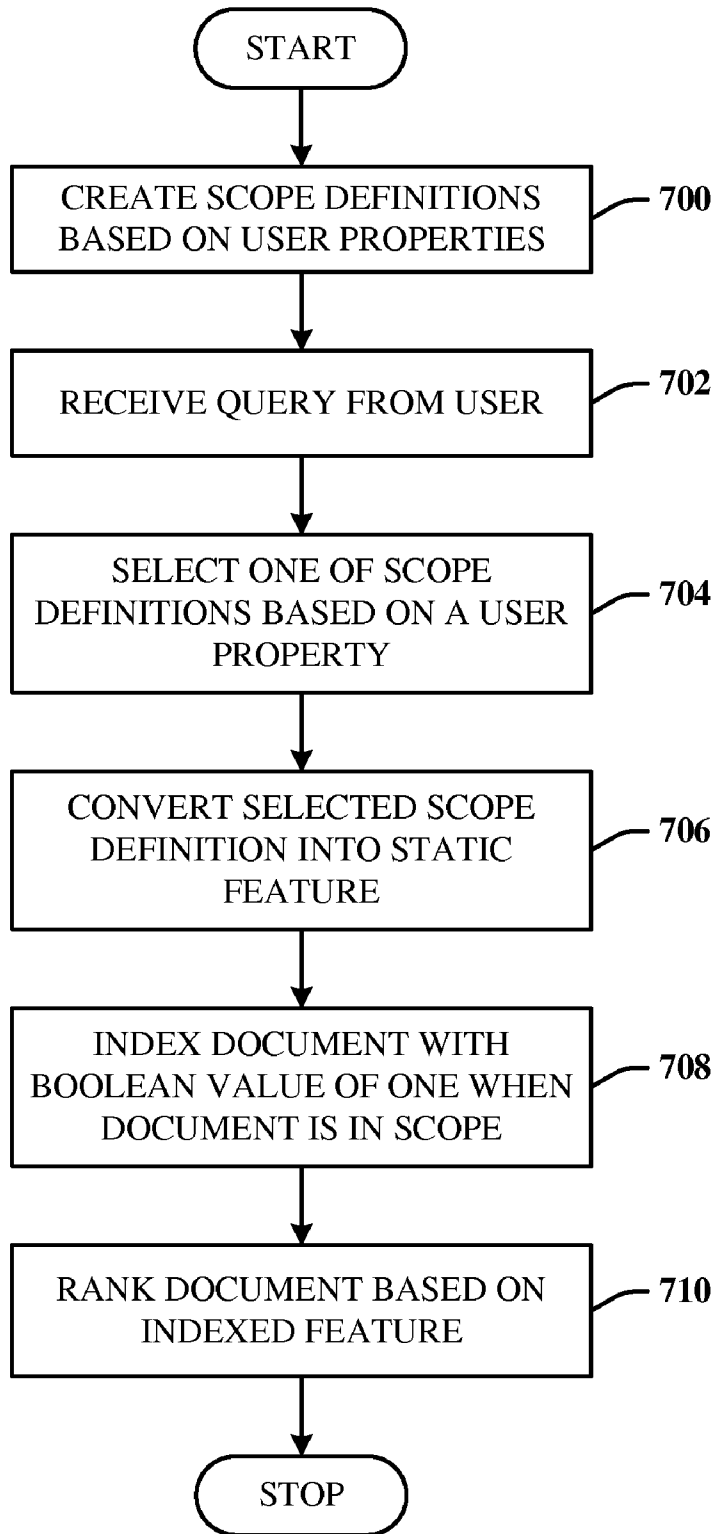 START
CREATE SCOPE DEFINITIONS
BASED ON USER PROPERTIES
700
RECEIVE QUERY FROM USER
702
SELECT ONE OF SCOPE
DEFINITIONS BASED ON A USER
PROPERTY
704
CONVERT SELECTED SCOPE
DEFINITION INTO STATIC
FEATURE
706
INDEX DOCUMENT WITH
BOOLEAN VALUE OF ONE WHEN
DOCUMENT IS IN SCOPE
708
RANK DOCUMENT BASED ON
INDEXED FEATURE
710
STOP